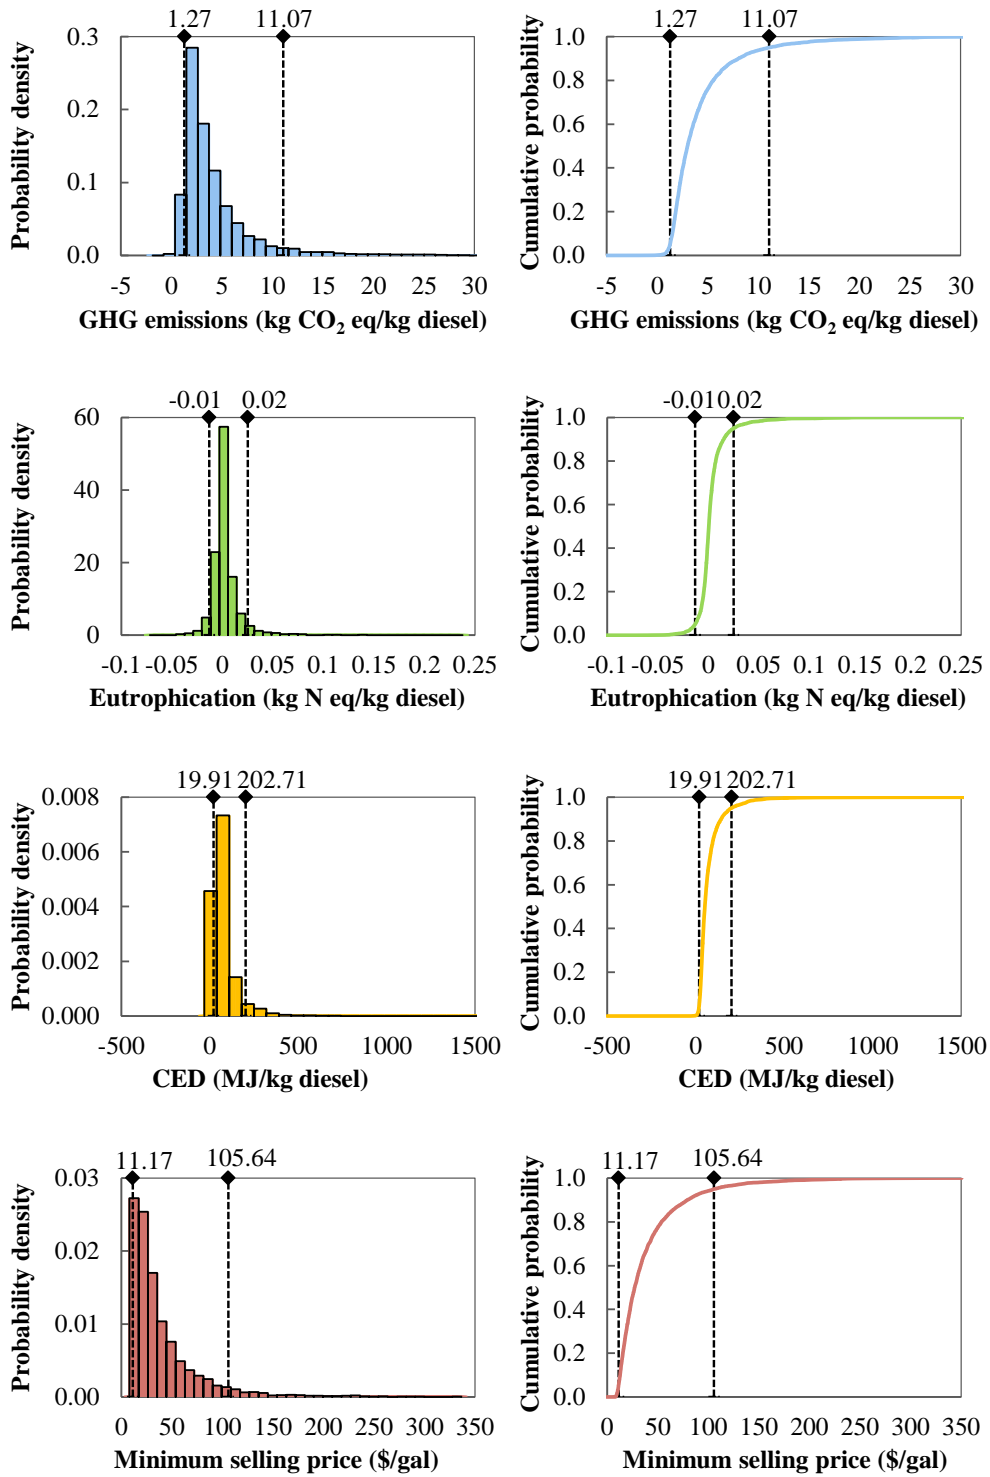 1.27 11.07
0.3
0.2
0.1
0.0
Probability density
-5 0 5 10 15 20 25 30
GHG emissions (kg CO2 eq/kg diesel)
1.27 11.07
1.0
0.8
0.6
0.4
0.2
0.0
Cumulative probability
-5 0 5 10 15 20 25 30
GHG emissions (kg CO2 eq/kg diesel)
-0.01 0.02
60
40
20
0
Probability density
-0.1 -0.05 0 0.05 0.1 0.15 0.2 0.25
Eutrophication (kg N eq/kg diesel)
-0.01 0.02
1.0
0.8
0.6
0.4
0.2
0.0
Cumulative probability
-0.1 -0.05 0 0.05 0.1 0.15 0.2 0.25
Eutrophication (kg N eq/kg diesel)
19.91 202.71
0.008
0.006
0.004
0.002
0.000
Probability density
-500 0 500 1000 1500
CED (MJ/kg diesel)
19.91 202.71
1.0
0.8
0.6
0.4
0.2
0.0
Cumulative probability
-500 0 500 1000 1500
CED (MJ/kg diesel)
11.17 105.64
0.03
0.02
0.01
0.00
Probability density
0 50 100 150 200 250 300 350
Minimum selling price ($/gal)
11.17 105.64
1.0
0.8
0.6
0.4
0.2
0.0
Cumulative probability
0 50 100 150 200 250 300 350
Minimum selling price ($/gal)